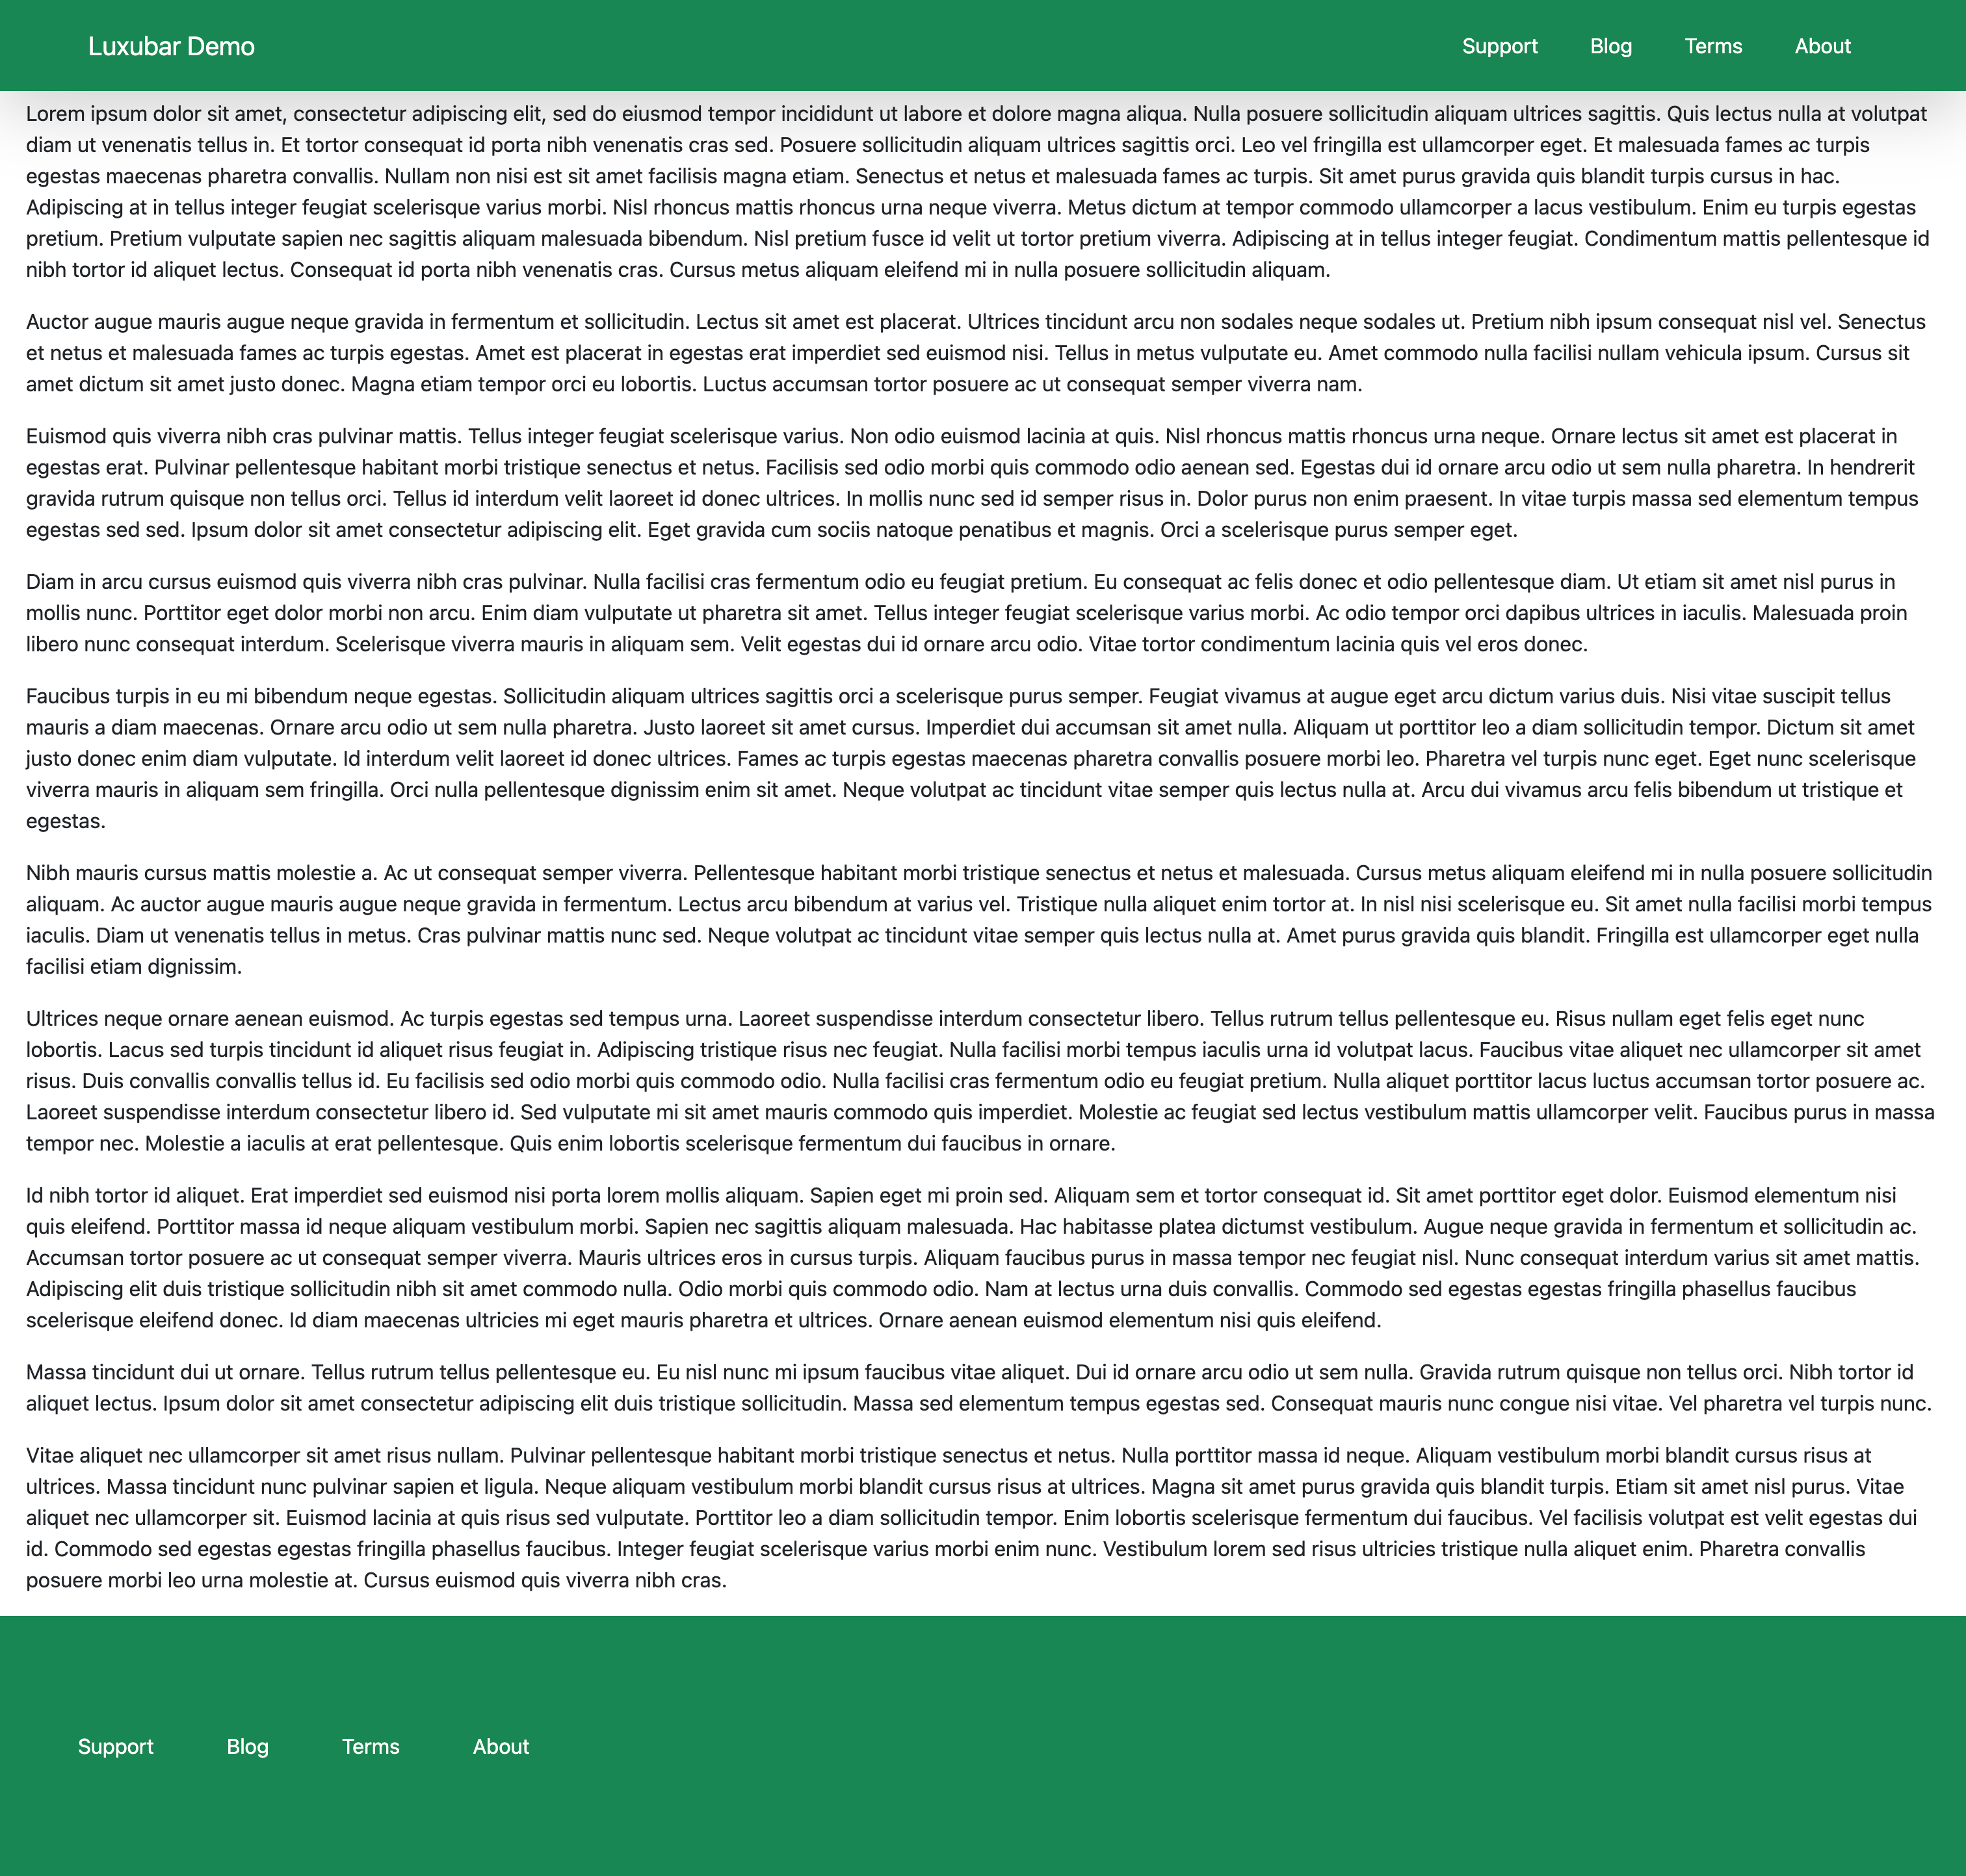 Luxubar Demo
Support
Blog
Terms
About
Lorem ipsum dolor sit amet, consectetur adipiscing elit, sed do eiusmod tempor incididunt ut labore et dolore magna aliqua. Nulla posuere sollicitudin aliquam ultrices sagittis. Quis lectus nulla at volutpat
diam ut venenatis tellus in. Et tortor consequat id porta nibh venenatis cras sed. Posuere sollicitudin aliquam ultrices sagittis orci. Leo vel fringilla est ullamcorper eget. Et malesuada fames ac turpis
egestas maecenas pharetra convallis. Nullam non nisi est sit amet facilisis magna etiam. Senectus et netus et malesuada fames ac turpis. Sit amet purus gravida quis blandit turpis cursus in hac.
Adipiscing at in tellus integer feugiat scelerisque varius morbi. Nisl rhoncus mattis rhoncus urna neque viverra. Metus dictum at tempor commodo ullamcorper a lacus vestibulum. Enim eu turpis egestas
pretium. Pretium vulputate sapien nec sagittis aliquam malesuada bibendum. Nisl pretium fusce id velit ut tortor pretium viverra. Adipiscing at in tellus integer feugiat. Condimentum mattis pellentesque id
nibh tortor id aliquet lectus. Consequat id porta nibh venenatis cras. Cursus metus aliquam eleifend mi in nulla posuere sollicitudin aliquam.
Auctor augue mauris augue neque gravida in fermentum et sollicitudin. Lectus sit amet est placerat. Ultrices tincidunt arcu non sodales neque sodales ut. Pretium nibh ipsum consequat nisl vel. Senectus
et netus et malesuada fames ac turpis egestas. Amet est placerat in egestas erat imperdiet sed euismod nisi. Tellus in metus vulputate eu. Amet commodo nulla facilisi nullam vehicula ipsum. Cursus sit
amet dictum sit amet justo donec. Magna etiam tempor orci eu lobortis. Luctus accumsan tortor posuere ac ut consequat semper viverra nam.
Euismod quis viverra nibh cras pulvinar mattis. Tellus integer feugiat scelerisque varius. Non odio euismod lacinia at quis. Nisl rhoncus mattis rhoncus urna neque. Ornare lectus sit amet est placerat in
egestas erat. Pulvinar pellentesque habitant morbi tristique senectus et netus. Facilisis sed odio morbi quis commodo odio aenean sed. Egestas dui id ornare arcu odio ut sem nulla pharetra. In hendrerit
gravida rutrum quisque non tellus orci. Tellus id interdum velit laoreet id donec ultrices. In mollis nunc sed id semper risus in. Dolor purus non enim praesent. In vitae turpis massa sed elementum tempus
egestas sed sed. Ipsum dolor sit amet consectetur adipiscing elit. Eget gravida cum sociis natoque penatibus et magnis. Orci a scelerisque purus semper eget.
Diam in arcu cursus euismod quis viverra nibh cras pulvinar. Nulla facilisi cras fermentum odio eu feugiat pretium. Eu consequat ac felis donec et odio pellentesque diam. Ut etiam sit amet nisl purus in
mollis nunc. Porttitor eget dolor morbi non arcu. Enim diam vulputate ut pharetra sit amet. Tellus integer feugiat scelerisque varius morbi. Ac odio tempor orci dapibus ultrices in iaculis. Malesuada proin
libero nunc consequat interdum. Scelerisque viverra mauris in aliquam sem. Velit egestas dui id ornare arcu odio. Vitae tortor condimentum lacinia quis vel eros donec.
Faucibus turpis in eu mi bibendum neque egestas. Sollicitudin aliquam ultrices sagittis orci a scelerisque purus semper. Feugiat vivamus at augue eget arcu dictum varius duis. Nisi vitae suscipit tellus
mauris a diam maecenas. Ornare arcu odio ut sem nulla pharetra. Justo laoreet sit amet cursus. Imperdiet dui accumsan sit amet nulla. Aliquam ut porttitor leo a diam sollicitudin tempor. Dictum sit amet
justo donec enim diam vulputate. Id interdum velit laoreet id donec ultrices. Fames ac turpis egestas maecenas pharetra convallis posuere morbi leo. Pharetra vel turpis nunc eget. Eget nunc scelerisque
viverra mauris in aliquam sem fringilla. Orci nulla pellentesque dignissim enim sit amet. Neque volutpat ac tincidunt vitae semper quis lectus nulla at. Arcu dui vivamus arcu felis bibendum ut tristique et
egestas.
Nibh mauris cursus mattis molestie a. Ac ut consequat semper viverra. Pellentesque habitant morbi tristique senectus et netus et malesuada. Cursus metus aliquam eleifend mi in nulla posuere sollicitudin
aliquam. Ac auctor augue mauris augue neque gravida in fermentum. Lectus arcu bibendum at varius vel. Tristique nulla aliquet enim tortor at. In nisl nisi scelerisque eu. Sit amet nulla facilisi morbi tempus
iaculis. Diam ut venenatis tellus in metus. Cras pulvinar mattis nunc sed. Neque volutpat ac tincidunt vitae semper quis lectus nulla at. Amet purus gravida quis blandit. Fringilla est ullamcorper eget nulla
facilisi etiam dignissim.
Ultrices neque ornare aenean euismod. Ac turpis egestas sed tempus urna. Laoreet suspendisse interdum consectetur libero. Tellus rutrum tellus pellentesque eu. Risus nullam eget felis eget nunc
lobortis. Lacus sed turpis tincidunt id aliquet risus feugiat in. Adipiscing tristique risus nec feugiat. Nulla facilisi morbi tempus iaculis urna id volutpat lacus. Faucibus vitae aliquet nec ullamcorper sit amet
risus. Duis convallis convallis tellus id. Eu facilisis sed odio morbi quis commodo odio. Nulla facilisi cras fermentum odio eu feugiat pretium. Nulla aliquet porttitor lacus luctus accumsan tortor posuere ac.
Laoreet suspendisse interdum consectetur libero id. Sed vulputate mi sit amet mauris commodo quis imperdiet. Molestie ac feugiat sed lectus vestibulum mattis ullamcorper velit. Faucibus purus in massa
tempor nec. Molestie a iaculis at erat pellentesque. Quis enim lobortis scelerisque fermentum dui faucibus in ornare.
Id nibh tortor id aliquet. Erat imperdiet sed euismod nisi porta lorem mollis aliquam. Sapien eget mi proin sed. Aliquam sem et tortor consequat id. Sit amet porttitor eget dolor. Euismod elementum nisi
quis eleifend. Porttitor massa id neque aliquam vestibulum morbi. Sapien nec sagittis aliquam malesuada. Hac habitasse platea dictumst vestibulum. Augue neque gravida in fermentum et sollicitudin ac.
Accumsan tortor posuere ac ut consequat semper viverra. Mauris ultrices eros in cursus turpis. Aliquam faucibus purus in massa tempor nec feugiat nisl. Nunc consequat interdum varius sit amet mattis.
Adipiscing elit duis tristique sollicitudin nibh sit amet commodo nulla. Odio morbi quis commodo odio. Nam at lectus urna duis convallis. Commodo sed egestas egestas fringilla phasellus faucibus
scelerisque eleifend donec. Id diam maecenas ultricies mi eget mauris pharetra et ultrices. Ornare aenean euismod elementum nisi quis eleifend.
Massa tincidunt dui ut ornare. Tellus rutrum tellus pellentesque eu. Eu nisl nunc mi ipsum faucibus vitae aliquet. Dui id ornare arcu odio ut sem nulla. Gravida rutrum quisque non tellus orci. Nibh tortor id
aliquet lectus. Ipsum dolor sit amet consectetur adipiscing elit duis tristique sollicitudin. Massa sed elementum tempus egestas sed. Consequat mauris nunc congue nisi vitae. Vel pharetra vel turpis nunc.
Vitae aliquet nec ullamcorper sit amet risus nullam. Pulvinar pellentesque habitant morbi tristique senectus et netus. Nulla porttitor massa id neque. Aliquam vestibulum morbi blandit cursus risus at
ultrices. Massa tincidunt nunc pulvinar sapien et ligula. Neque aliquam vestibulum morbi blandit cursus risus at ultrices. Magna sit amet purus gravida quis blandit turpis. Etiam sit amet nisl purus. Vitae
aliquet nec ullamcorper sit. Euismod lacinia at quis risus sed vulputate. Porttitor leo a diam sollicitudin tempor. Enim lobortis scelerisque fermentum dui faucibus. Vel facilisis volutpat est velit egestas dui
id. Commodo sed egestas egestas fringilla phasellus faucibus. Integer feugiat scelerisque varius morbi enim nunc. Vestibulum lorem sed risus ultricies tristique nulla aliquet enim. Pharetra convallis
posuere morbi leo urna molestie at. Cursus euismod quis viverra nibh cras.
Support
Blog
Terms
About